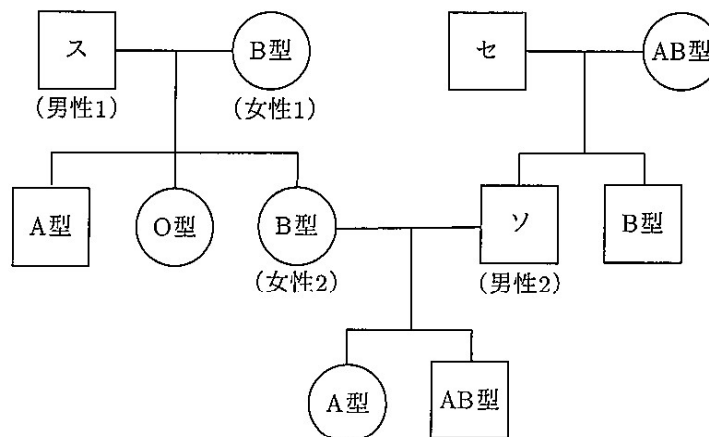 ス B型 セ AB型
(男性1) (女性1)
A型 O型 B型 ソ B型
(女性2) (男性2)
A型 AB型